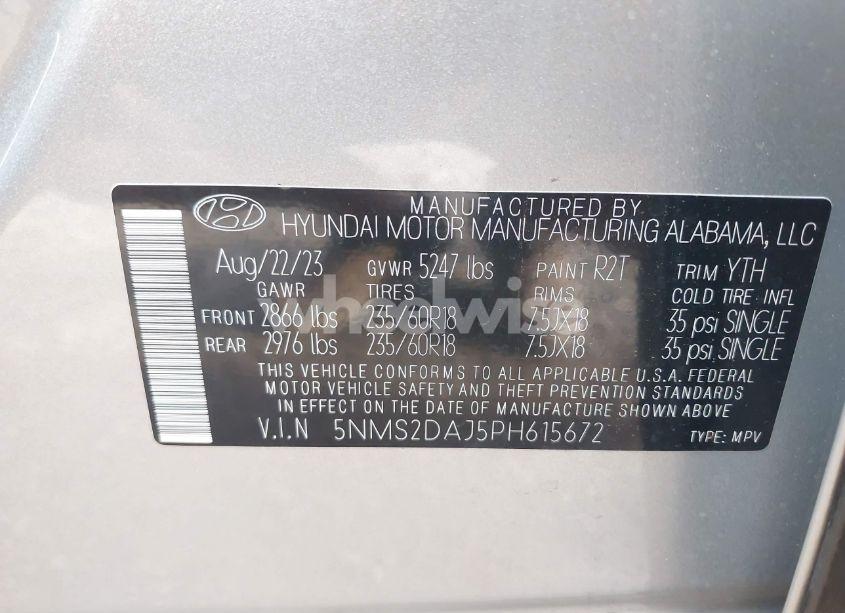 MANUFACTURED BY
HYUNDAI MOTOR MANUFACTURING ALABAMA, LLC
Aug/22/23 GVWR 5247 lbs PAINT R2T TRIM YTH
GAWR TIRES RIMS COLD TIRE INFL
FRONT 2866 lbs 235/60R18 7.5JX18 35 psi SINGLE
REAR 2976 lbs 235/60R18 7.5JX18 35 psi SINGLE
THIS VEHICLE CONFORMS TO ALL APPLICABLE U.S.A. FEDERAL
MOTOR VEHICLE SAFETY AND THEFT PREVENTION STANDARDS
IN EFFECT ON THE DATE OF MANUFACTURE SHOWN ABOVE
V.I.N 5NMS2DAJ5PH615672 TYPE: MPV
wheelwise